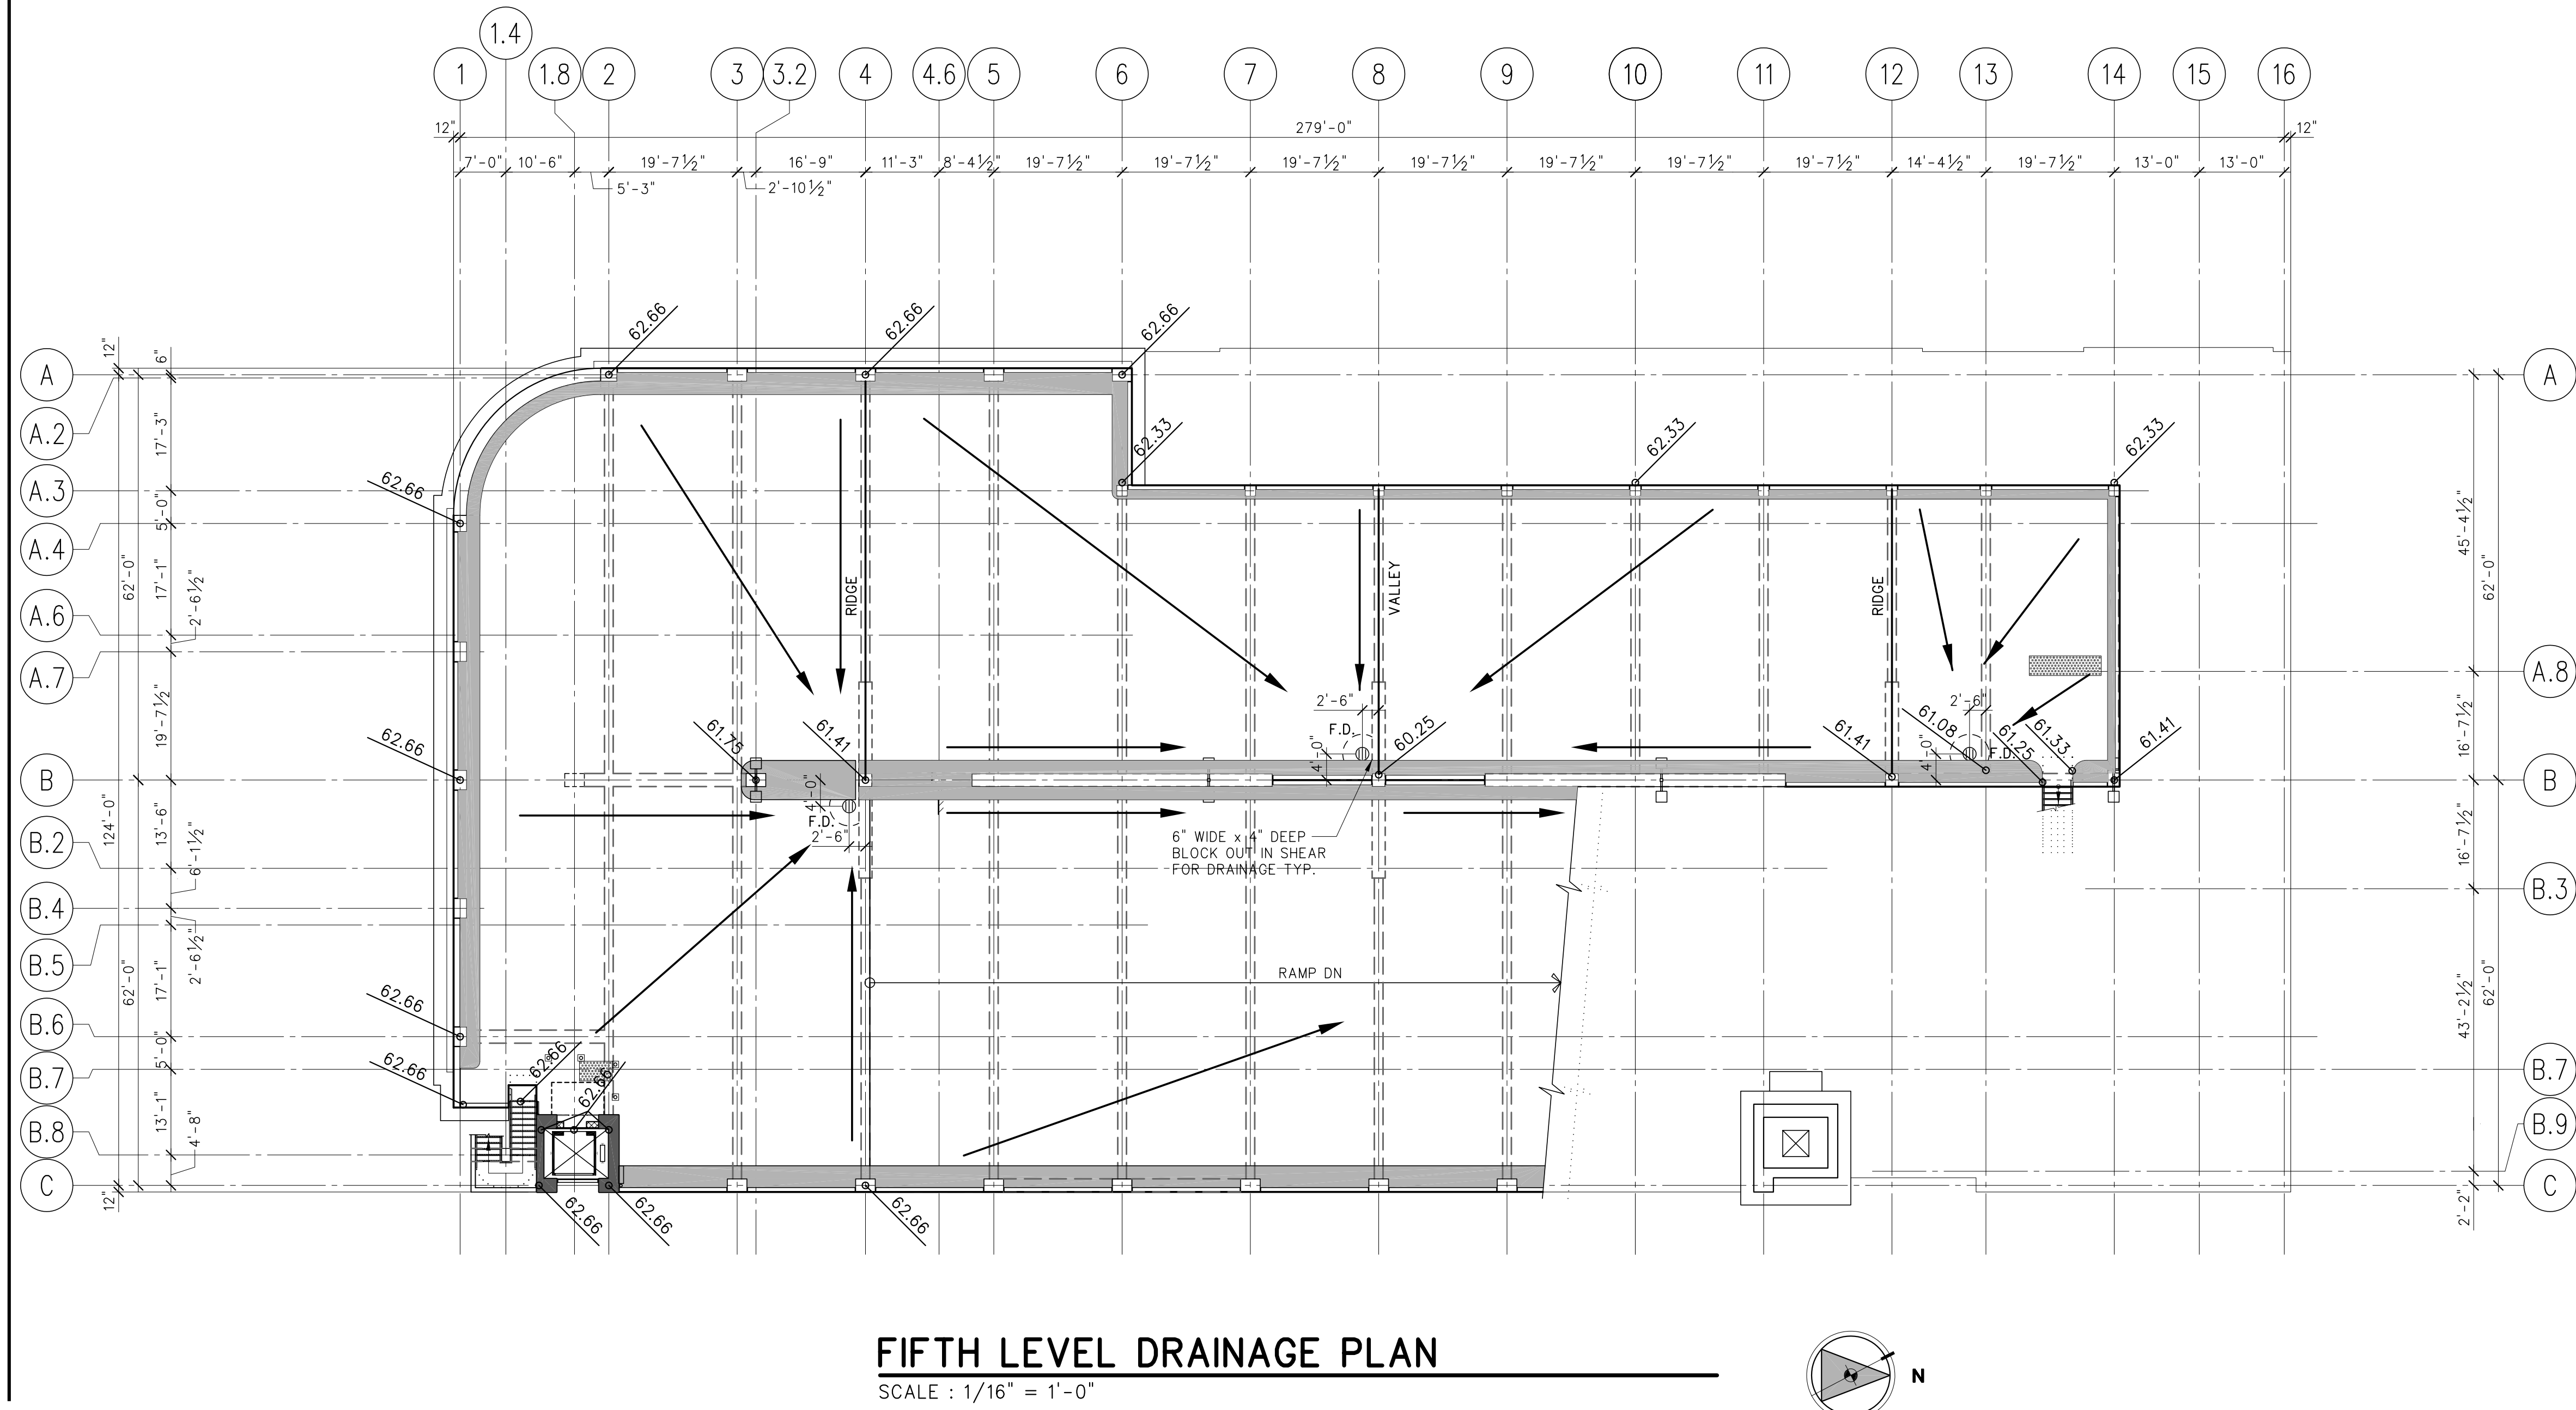 1.4
1
1.8
2
3
3.2
4
4.6
5
6
7
8
9
10
11
12
13
14
15
16
12"
279'-0"
12"
7'-0"
10'-6"
19'-7½"
16'-9"
11'-3"
8'-4½"
19'-7½"
19'-7½"
19'-7½"
19'-7½"
19'-7½"
19'-7½"
19'-7½"
14'-4½"
19'-7½"
13'-0"
13'-0"
5'-3"
2'-10½"
62.66
62.66
62.66
A
A.2
A.3
A.4
A.6
A.7
B
B.2
B.4
B.5
B.6
B.7
B.8
C
12"
62'-0"
124'-0"
62'-0"
12"
6"
17'-3"
5'-0"
17'-1"
2'-6½"
19'-7½"
13'-6"
6'-1½"
2'-6½"
17'-1"
5'-0"
13'-1"
4'-8"
62.66
62.66
62.66
62.66
62.66
62.66
62.66
62.66
62.66
62.33
62.33
62.33
RIDGE
VALLEY
RIDGE
61.75
61.41
2'-6"
F.D.
4'-0"
60.25
61.41
61.08
2'-6"
F.D.
4'-0"
61.25
61.33
61.41
4'-0"
F.D.
2'-6"
6" WIDE x 4" DEEP
BLOCK OUT IN SHEAR
FOR DRAINAGE TYP.
RAMP DN
A
A.8
B
B.3
B.7
B.9
C
45'-4½"
16'-7½"
62'-0"
16'-7½"
43'-2½"
62'-0"
2'-2"
FIFTH LEVEL DRAINAGE PLAN
SCALE : 1/16" = 1'-0"
N